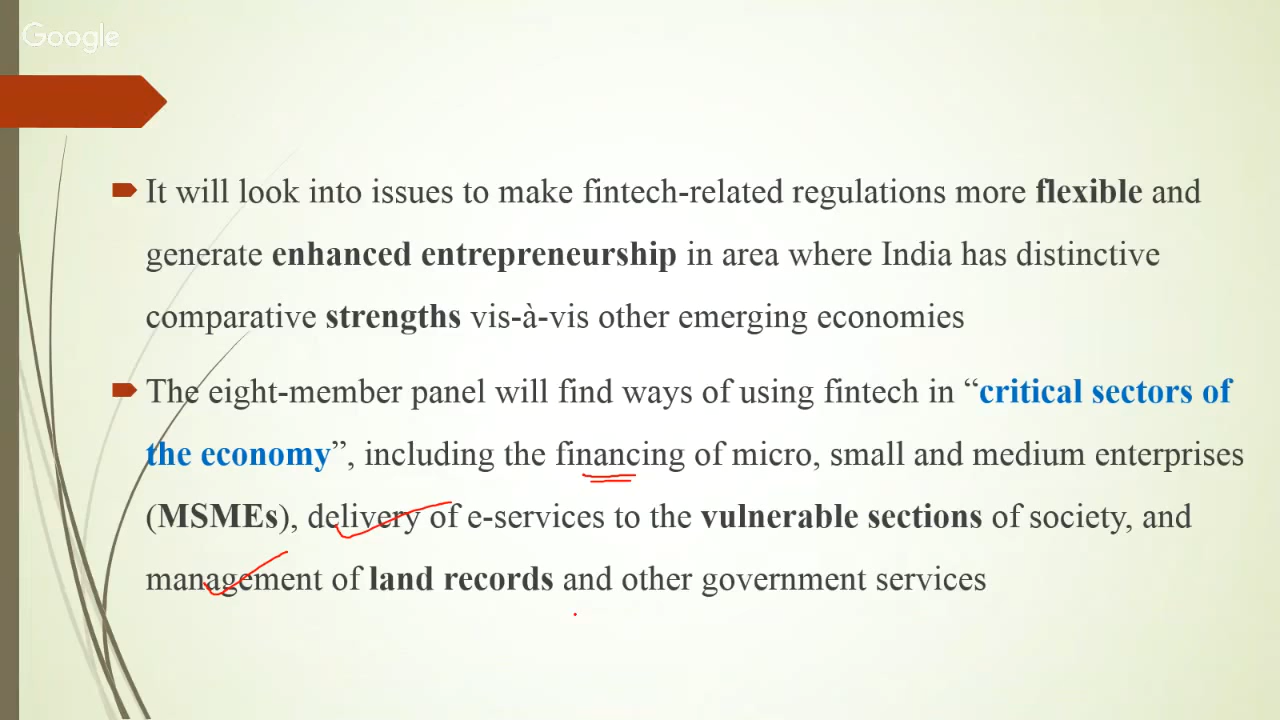 Google
It will look into issues to make fintech-related regulations more flexible and
generate enhanced entrepreneurship in area where India has distinctive
comparative strengths vis-à-vis other emerging economies
The eight-member panel will find ways of using fintech in “critical sectors of
the economy”, including the financing of micro, small and medium enterprises
(MSMEs), delivery of e-services to the vulnerable sections of society, and
management of land records and other government services